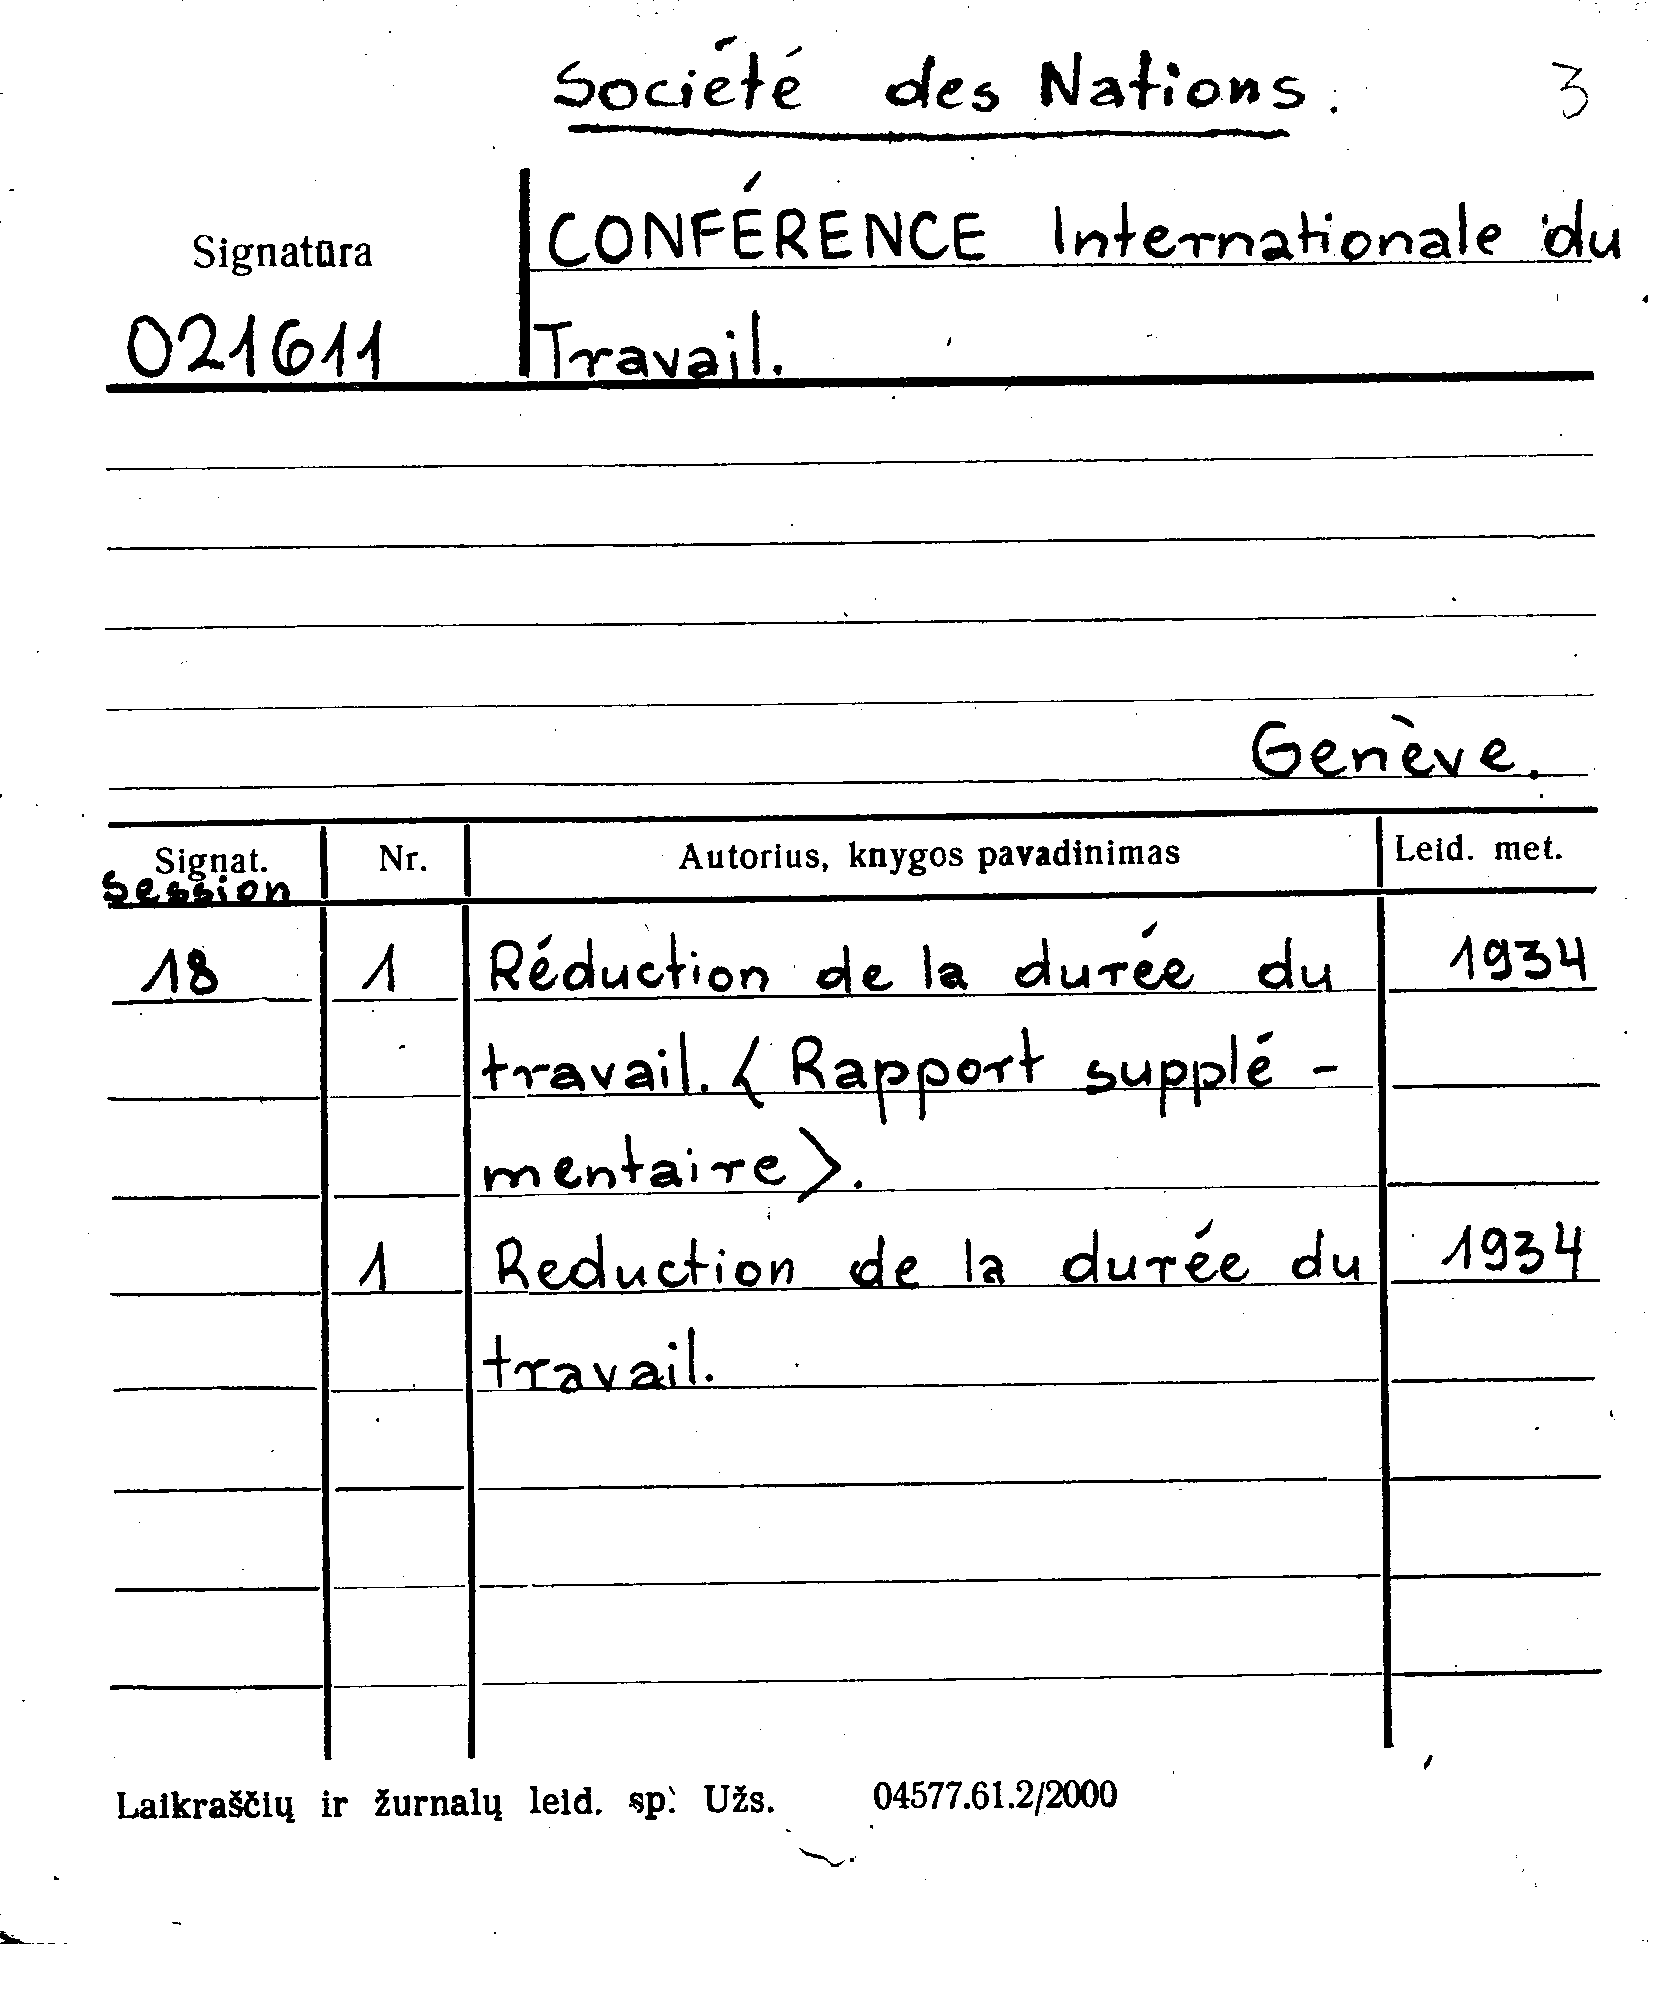 Société des Nations. 3
Signatūra
CONFÉRENCE Internationale du
021611 Travail.
Genève.
Signat. Nr. Autorius, knygos pavadinimas Leid. met.
session
18 1 Réduction de la durée du 1934
travail. < Rapport supplé -
mentaire >.
1 Reduction de la durée du 1934
travail.
Laikraščių ir žurnalų leid. sp. Užs. 04577.61.2/2000